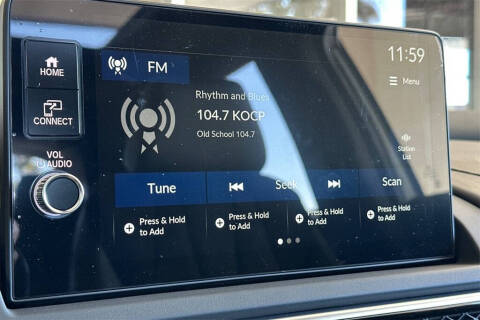 11:59
HOME
FM
Menu
Rhythm and Blues
104.7 KOCP
Old School 104.7
CONNECT
Station
List
VOL
AUDIO
Tune
Seek
Scan
Press & Hold
to Add
Press & Hold
to Add
Press & Hold
to Add
Press & Hold
to Add